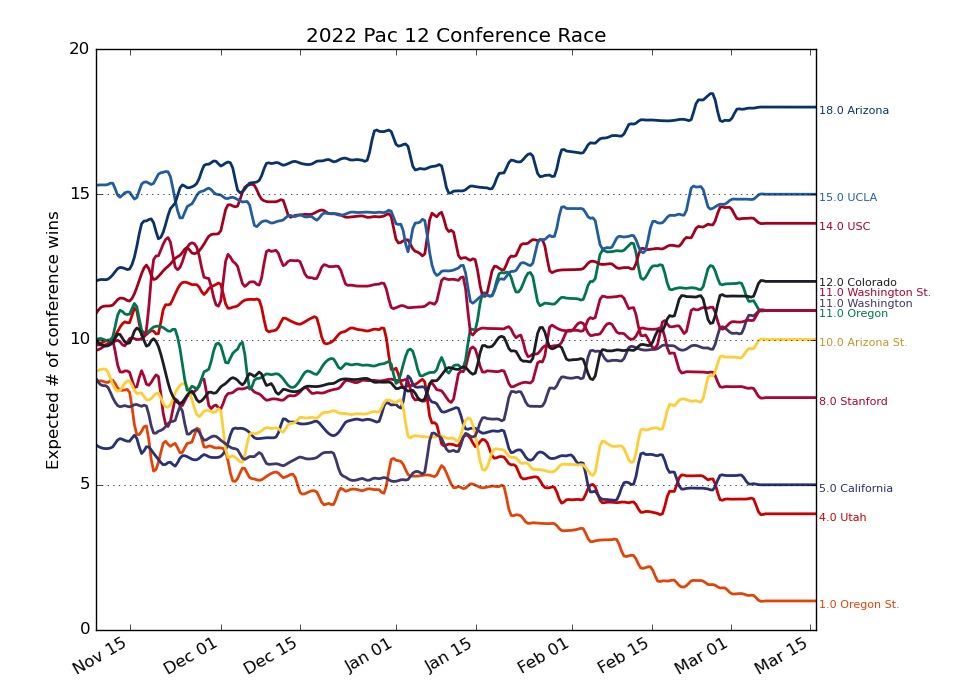 2022 Pac 12 Conference Race
Expected # of conference wins
20
15
10
5
0
18.0 Arizona
15.0 UCLA
14.0 USC
12.0 Colorado
11.0 Washington St.
11.0 Washington
11.0 Oregon
10.0 Arizona St.
8.0 Stanford
5.0 California
4.0 Utah
1.0 Oregon St.
Nov 15
Dec 01
Dec 15
Jan 01
Jan 15
Feb 01
Feb 15
Mar 01
Mar 15